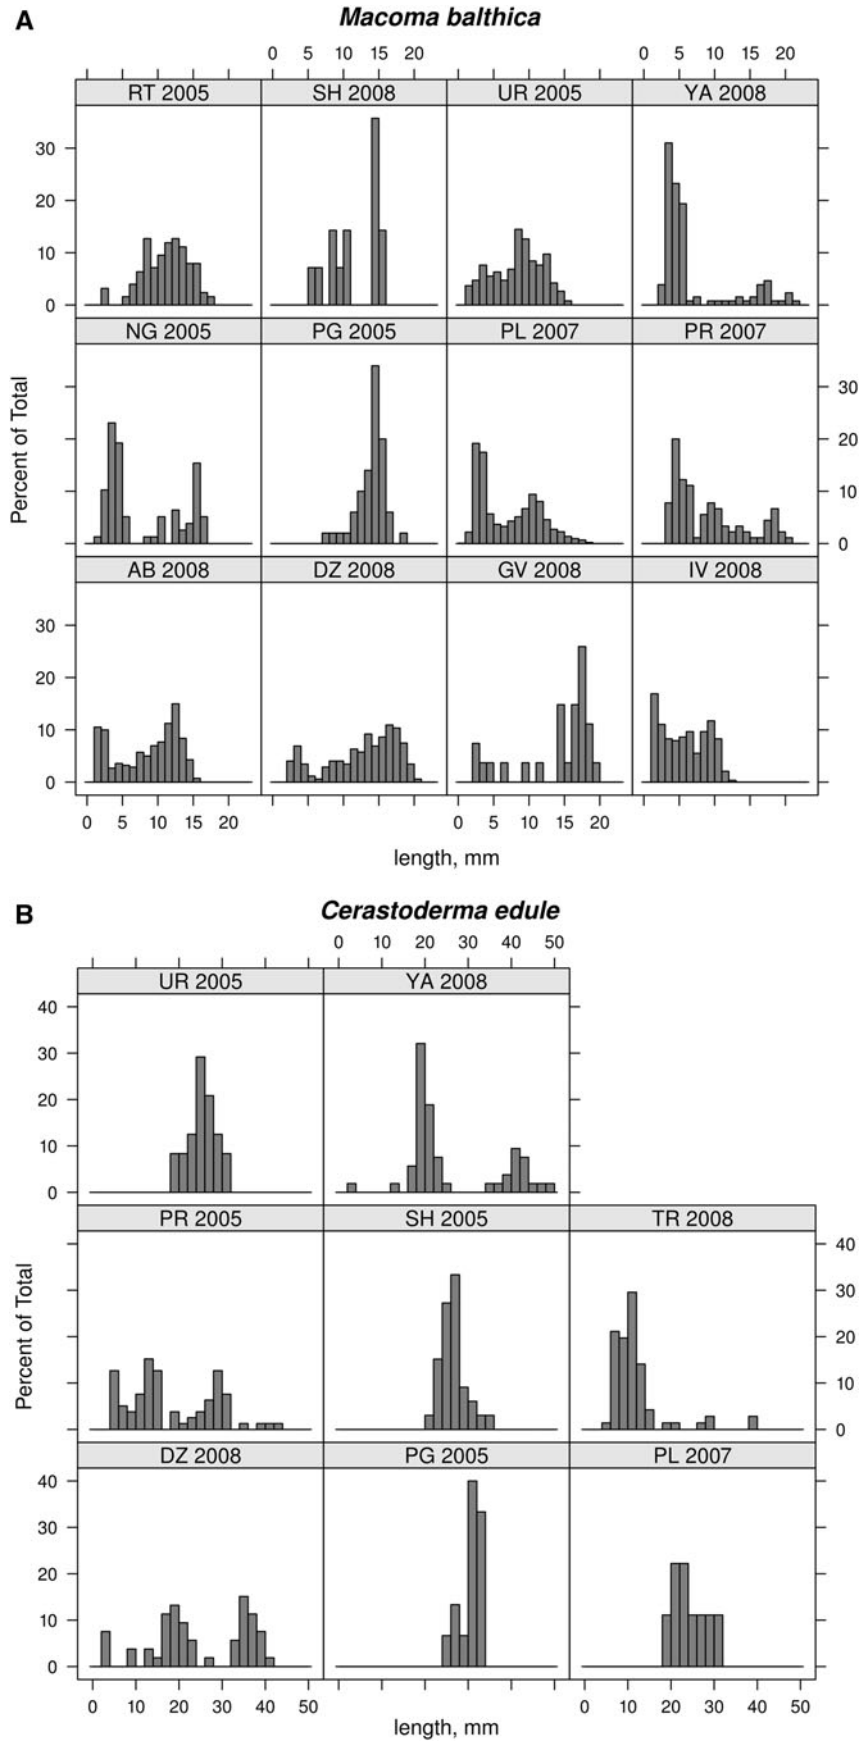 A
Macoma balthica
0 5 10 15 20 0 5 10 15 20
RT 2005 SH 2008 UR 2005 YA 2008
30
20
10
0
NG 2005 PG 2005 PL 2007 PR 2007
30
20
10
0
Percent of Total
AB 2008 DZ 2008 GV 2008 IV 2008
30
20
10
0
0 5 10 15 20 0 5 10 15 20
length, mm
B
Cerastoderma edule
0 10 20 30 40 50
UR 2005 YA 2008
40
30
20
10
0
PR 2005 SH 2005 TR 2008
40
30
20
10
0
Percent of Total
DZ 2008 PG 2005 PL 2007
40
30
20
10
0
0 10 20 30 40 50 0 10 20 30 40 50
length, mm